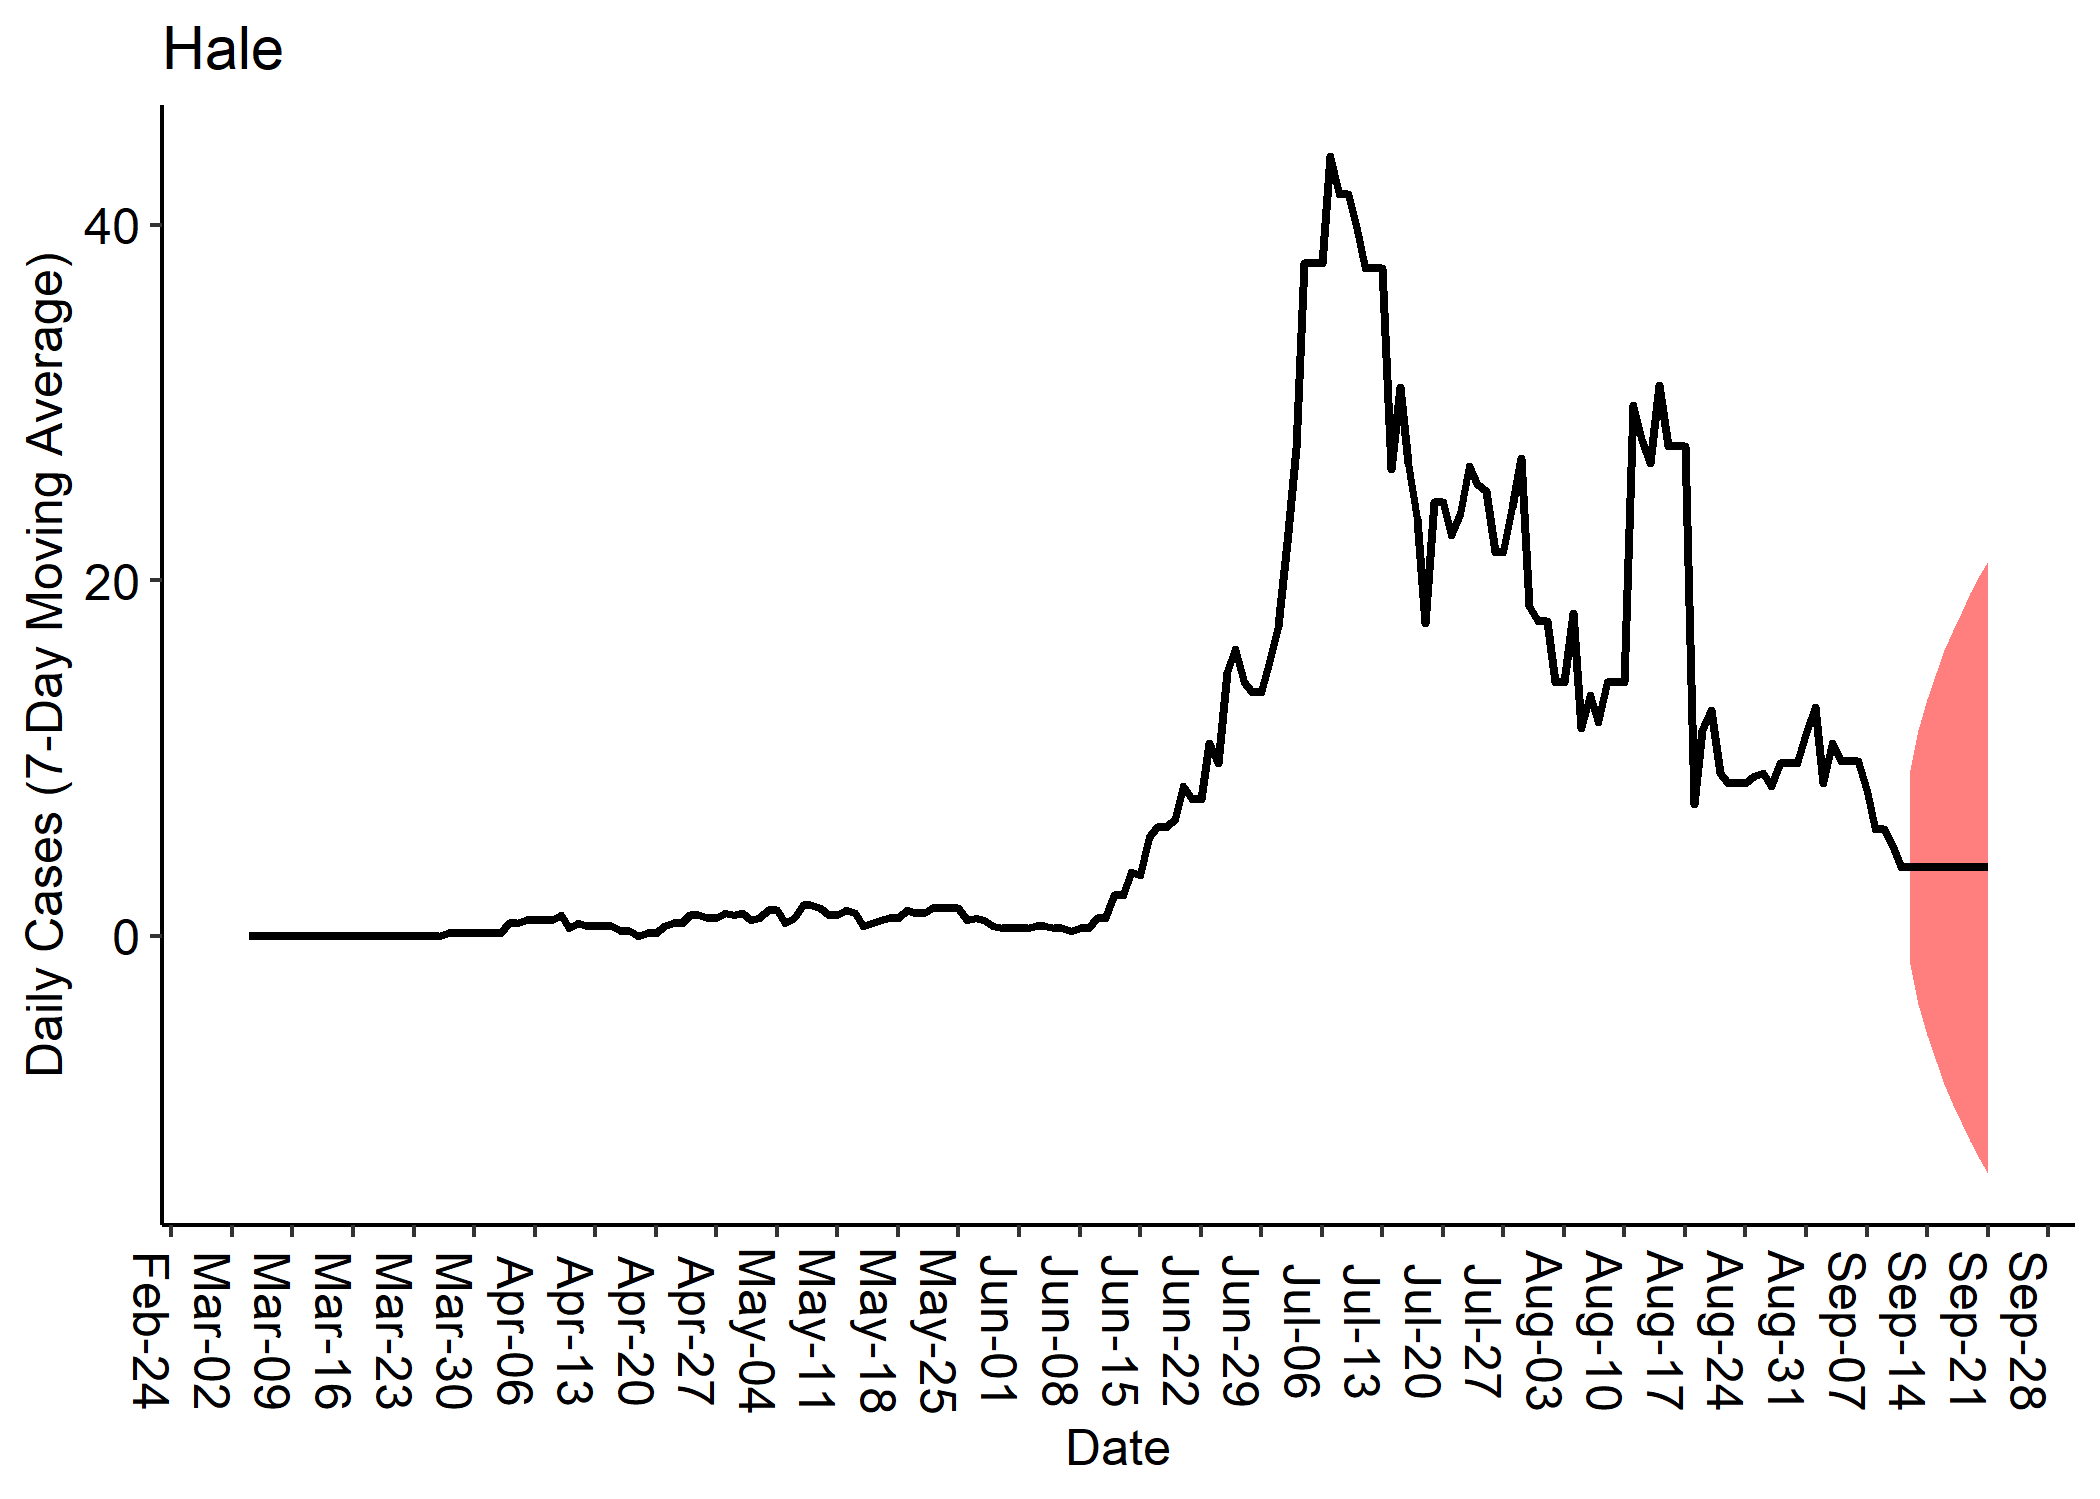 Hale
Daily Cases (7-Day Moving Average)
40
20
0
Feb-24
Mar-02
Mar-09
Mar-16
Mar-23
Mar-30
Apr-06
Apr-13
Apr-20
Apr-27
May-04
May-11
May-18
May-25
Jun-01
Jun-08
Jun-15
Jun-22
Jun-29
Jul-06
Jul-13
Jul-20
Jul-27
Aug-03
Aug-10
Aug-17
Aug-24
Aug-31
Sep-07
Sep-14
Sep-21
Sep-28
Date